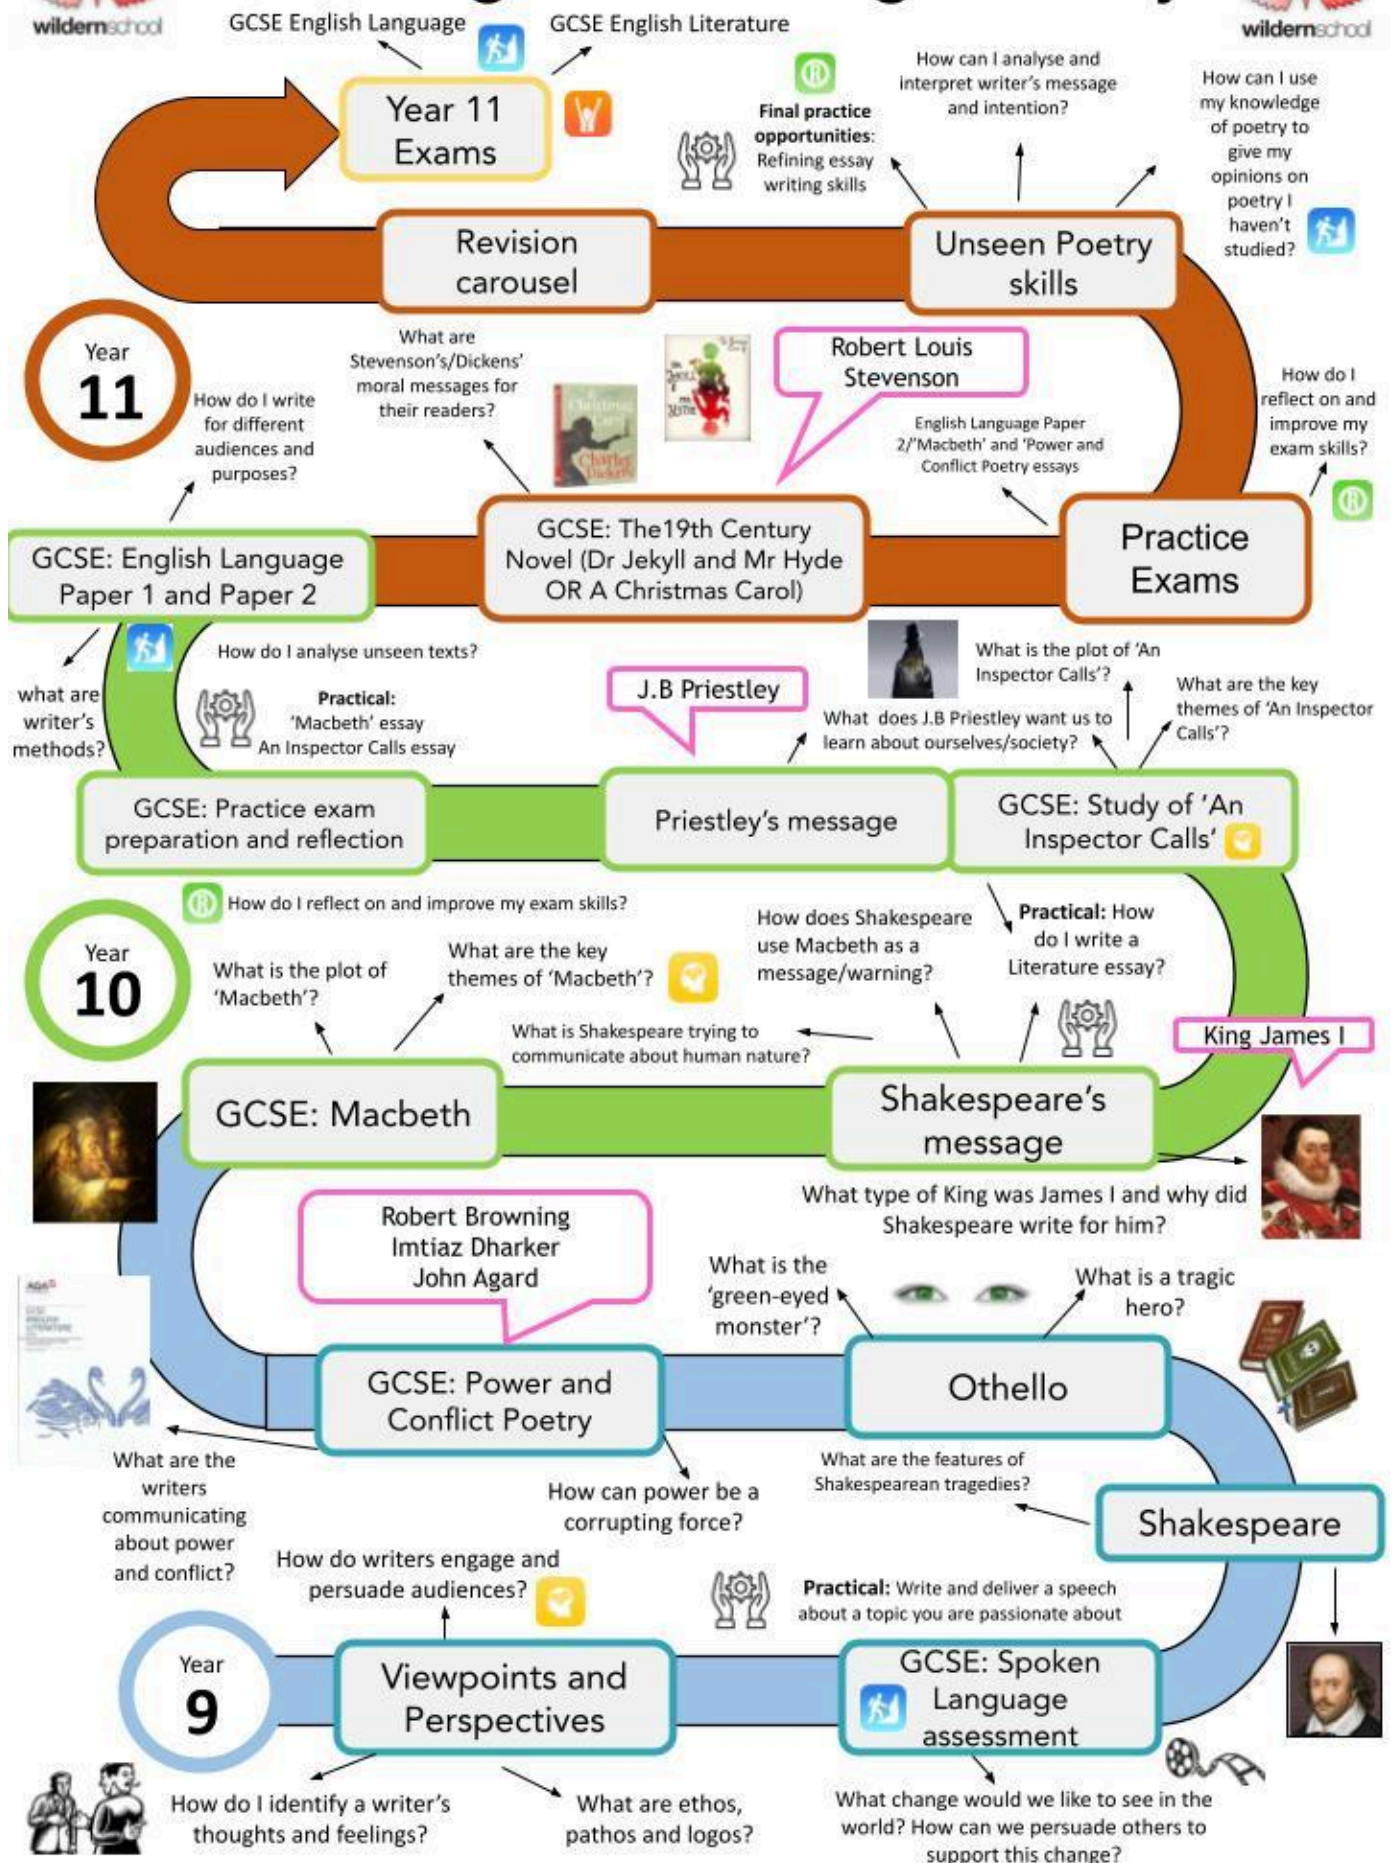 wildernschool
GCSE English Language
GCSE English Literature
wildernschool
Year 11
Exams
Final practice
opportunities:
Refining essay
writing skills
How can I analyse and
interpret writer's message
and intention?
How can I use
my knowledge
of poetry to
give my
opinions on
poetry I
haven't
studied?
Revision
carousel
Unseen Poetry
skills
Year
11
How do I write
for different
audiences and
purposes?
What are
Stevenson's/Dickens'
moral messages for
their readers?
A
Christmas
Carol
Charles
Dickens
Dr
JEKYLL
&
MR
HYDE
Robert Louis
Stevenson
English Language Paper
2/'Macbeth' and 'Power and
Conflict Poetry essays
How do I
reflect on and
improve my
exam skills?
GCSE: English Language
Paper 1 and Paper 2
GCSE: The19th Century
Novel (Dr Jekyll and Mr Hyde
OR A Christmas Carol)
Practice
Exams
what are
writer's
methods?
How do I analyse unseen texts?
Practical:
'Macbeth' essay
An Inspector Calls essay
J.B Priestley
What is the plot of 'An
Inspector Calls'?
What does J.B Priestley want us to
learn about ourselves/society?
What are the key
themes of 'An Inspector
Calls'?
GCSE: Practice exam
preparation and reflection
Priestley's message
GCSE: Study of 'An
Inspector Calls'
How do I reflect on and improve my exam skills?
Year
10
What is the plot of
'Macbeth'?
What are the key
themes of 'Macbeth'?
How does Shakespeare
use Macbeth as a
message/warning?
Practical: How
do I write a
Literature essay?
What is Shakespeare trying to
communicate about human nature?
King James I
GCSE: Macbeth
Shakespeare's
message
What type of King was James I and why did
Shakespeare write for him?
Robert Browning
Imtiaz Dharker
John Agard
What is the
'green-eyed
monster'?
What is a tragic
hero?
AQA
GCSE
ENGLISH
LITERATURE
GCSE: Power and
Conflict Poetry
Othello
What are the
writers
communicating
about power
and conflict?
How can power be a
corrupting force?
What are the features of
Shakespearean tragedies?
Shakespeare
How do writers engage and
persuade audiences?
Practical: Write and deliver a speech
about a topic you are passionate about
Year
9
Viewpoints and
Perspectives
GCSE: Spoken
Language
assessment
How do I identify a writer's
thoughts and feelings?
What are ethos,
pathos and logos?
What change would we like to see in the
world? How can we persuade others to
support this change?